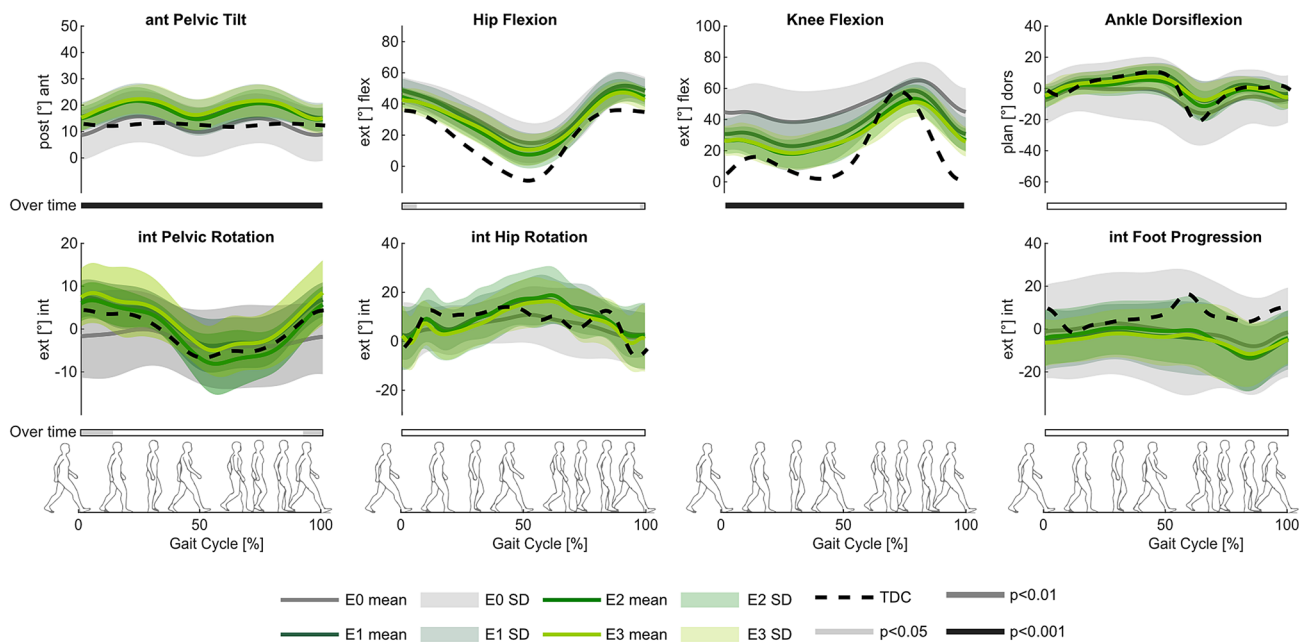 ant Pelvic Tilt
Hip Flexion
Knee Flexion
Ankle Dorsiflexion
post [°] ant
50
40
30
20
10
0
ext [°] flex
80
60
40
20
0
ext [°] flex
100
80
60
40
20
0
plan [°] dors
40
20
0
-20
-40
-60
Over time
int Pelvic Rotation
int Hip Rotation
int Foot Progression
ext [°] int
20
10
0
-10
ext [°] int
40
20
0
-20
ext [°] int
40
20
0
-20
Over time
0 50 100
0 50 100
0 50 100
0 50 100
Gait Cycle [%]
Gait Cycle [%]
Gait Cycle [%]
Gait Cycle [%]
E0 mean E0 SD E2 mean E2 SD TDC p<0.01
E1 mean E1 SD E3 mean E3 SD p<0.05 p<0.001